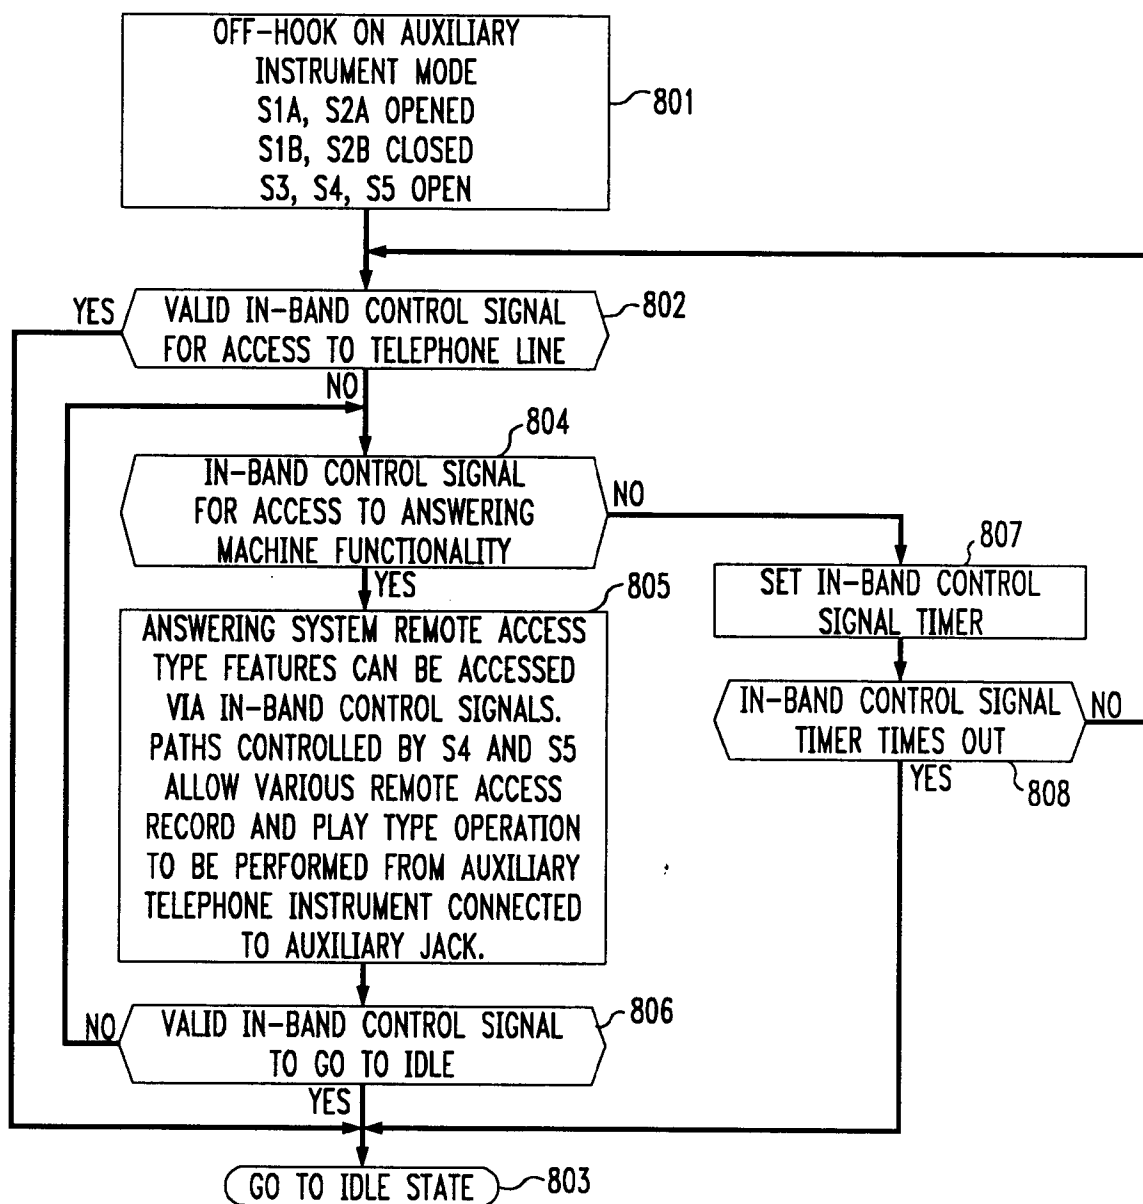 OFF-HOOK ON AUXILIARY
INSTRUMENT MODE
S1A, S2A OPENED
S1B, S2B CLOSED
S3, S4, S5 OPEN
801
YES
VALID IN-BAND CONTROL SIGNAL
FOR ACCESS TO TELEPHONE LINE
802
NO
804
IN-BAND CONTROL SIGNAL
FOR ACCESS TO ANSWERING
MACHINE FUNCTIONALITY
NO
YES
807
SET IN-BAND CONTROL
SIGNAL TIMER
805
ANSWERING SYSTEM REMOTE ACCESS
TYPE FEATURES CAN BE ACCESSED
VIA IN-BAND CONTROL SIGNALS.
PATHS CONTROLLED BY S4 AND S5
ALLOW VARIOUS REMOTE ACCESS
RECORD AND PLAY TYPE OPERATION
TO BE PERFORMED FROM AUXILIARY
TELEPHONE INSTRUMENT CONNECTED
TO AUXILIARY JACK.
IN-BAND CONTROL SIGNAL
TIMER TIMES OUT
NO
YES
808
NO
VALID IN-BAND CONTROL SIGNAL
TO GO TO IDLE
806
YES
GO TO IDLE STATE
803